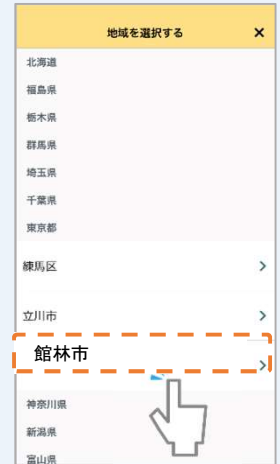 地域を選択する ×
北海道
福島県
栃木県
群馬県
埼玉県
千葉県
東京都
練馬区 >
立川市 >
館林市 >
神奈川県
新潟県
富山県